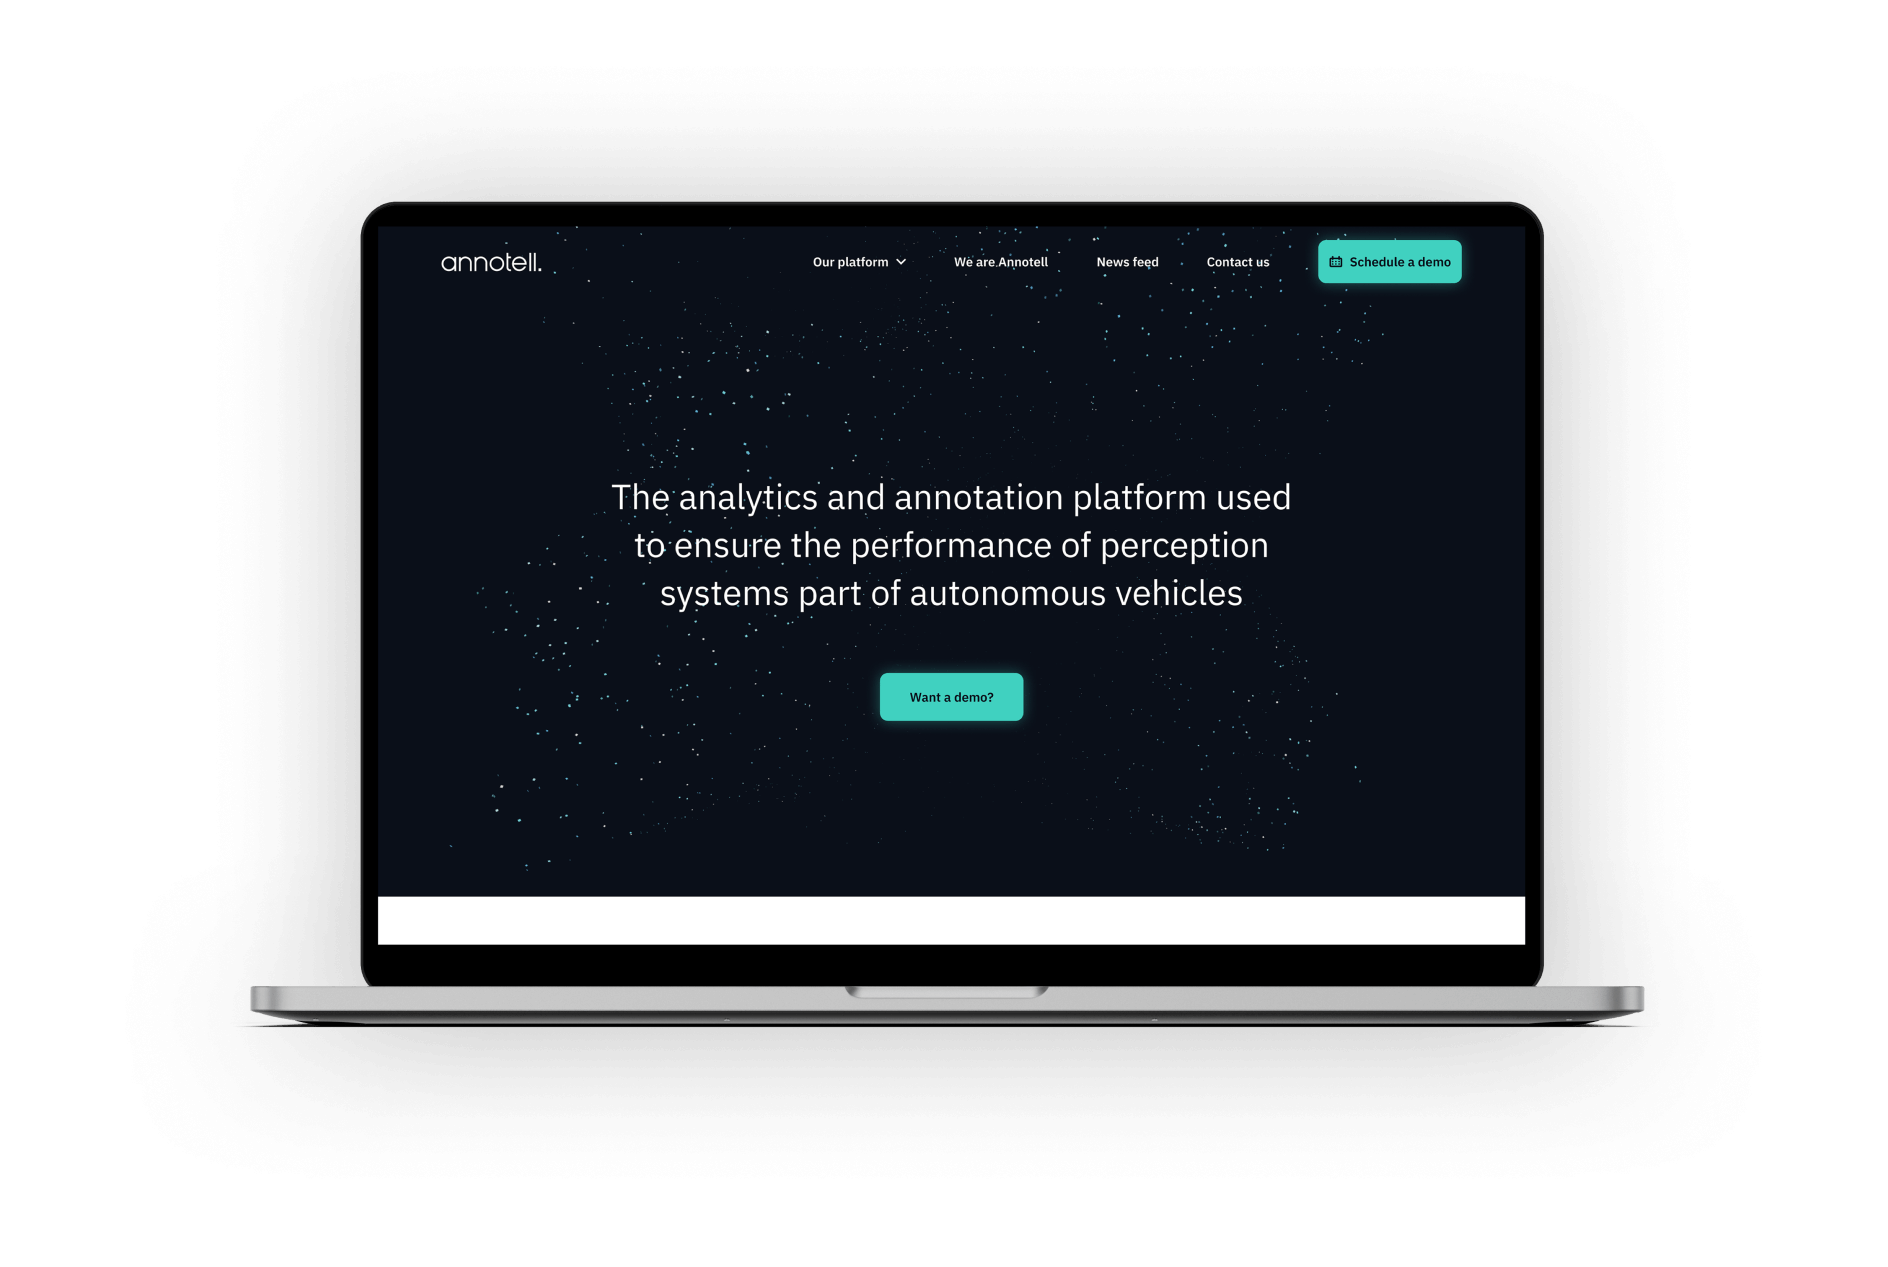 annotell.
Our platform
We are Annotell
News feed
Contact us
Schedule a demo
The analytics and annotation platform used
to ensure the performance of perception
systems part of autonomous vehicles
Want a demo?